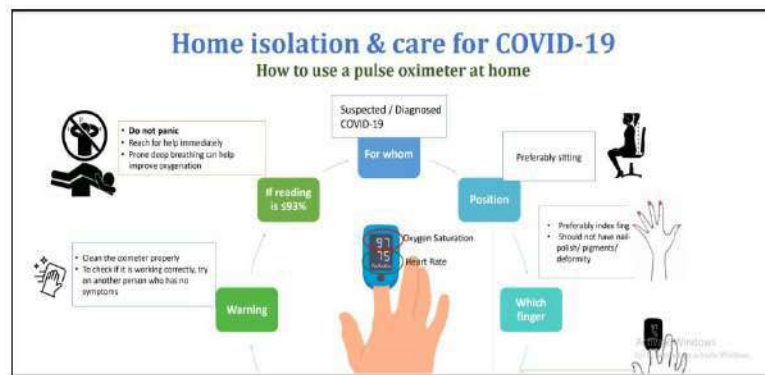 Home isolation & care for COVID-19
How to use a pulse oximeter at home
Suspected / Diagnosed
COVID-19
For whom
Preferably sitting
Position
• Preferably index fing
• Should not have nail-
polish/ pigments/
deformity
Which
finger
Oxygen Saturation
Heart Rate
97
75
• Do not panic
• Reach for help immediately
• Prone deep breathing can help
improve oxygenation
If reading
is ≤93%
• Clean the oximeter properly
• To check if it is working correctly, try
on another person who has no
symptoms
Warning
Windows